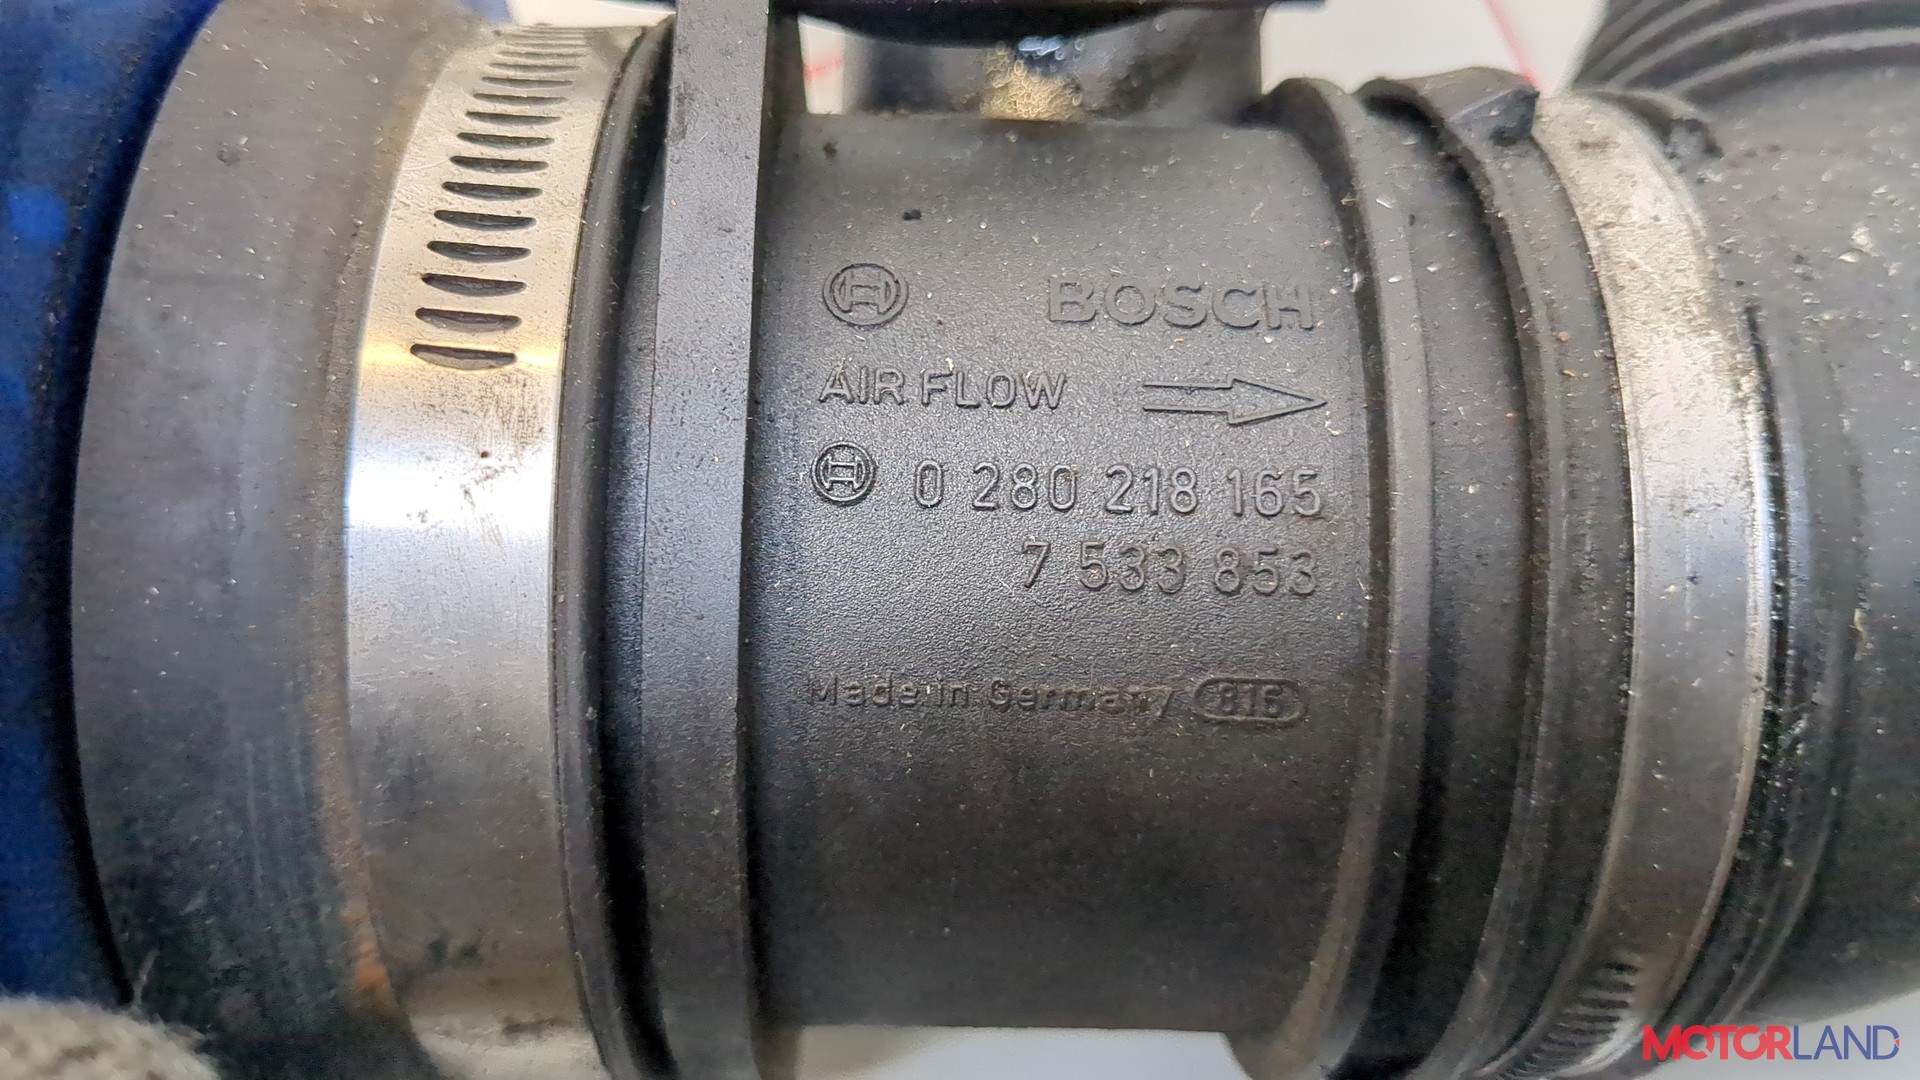 BOSCH
AIR FLOW
0 280 218 165
7 533 853
Made in Germany 816
MOTORLAND